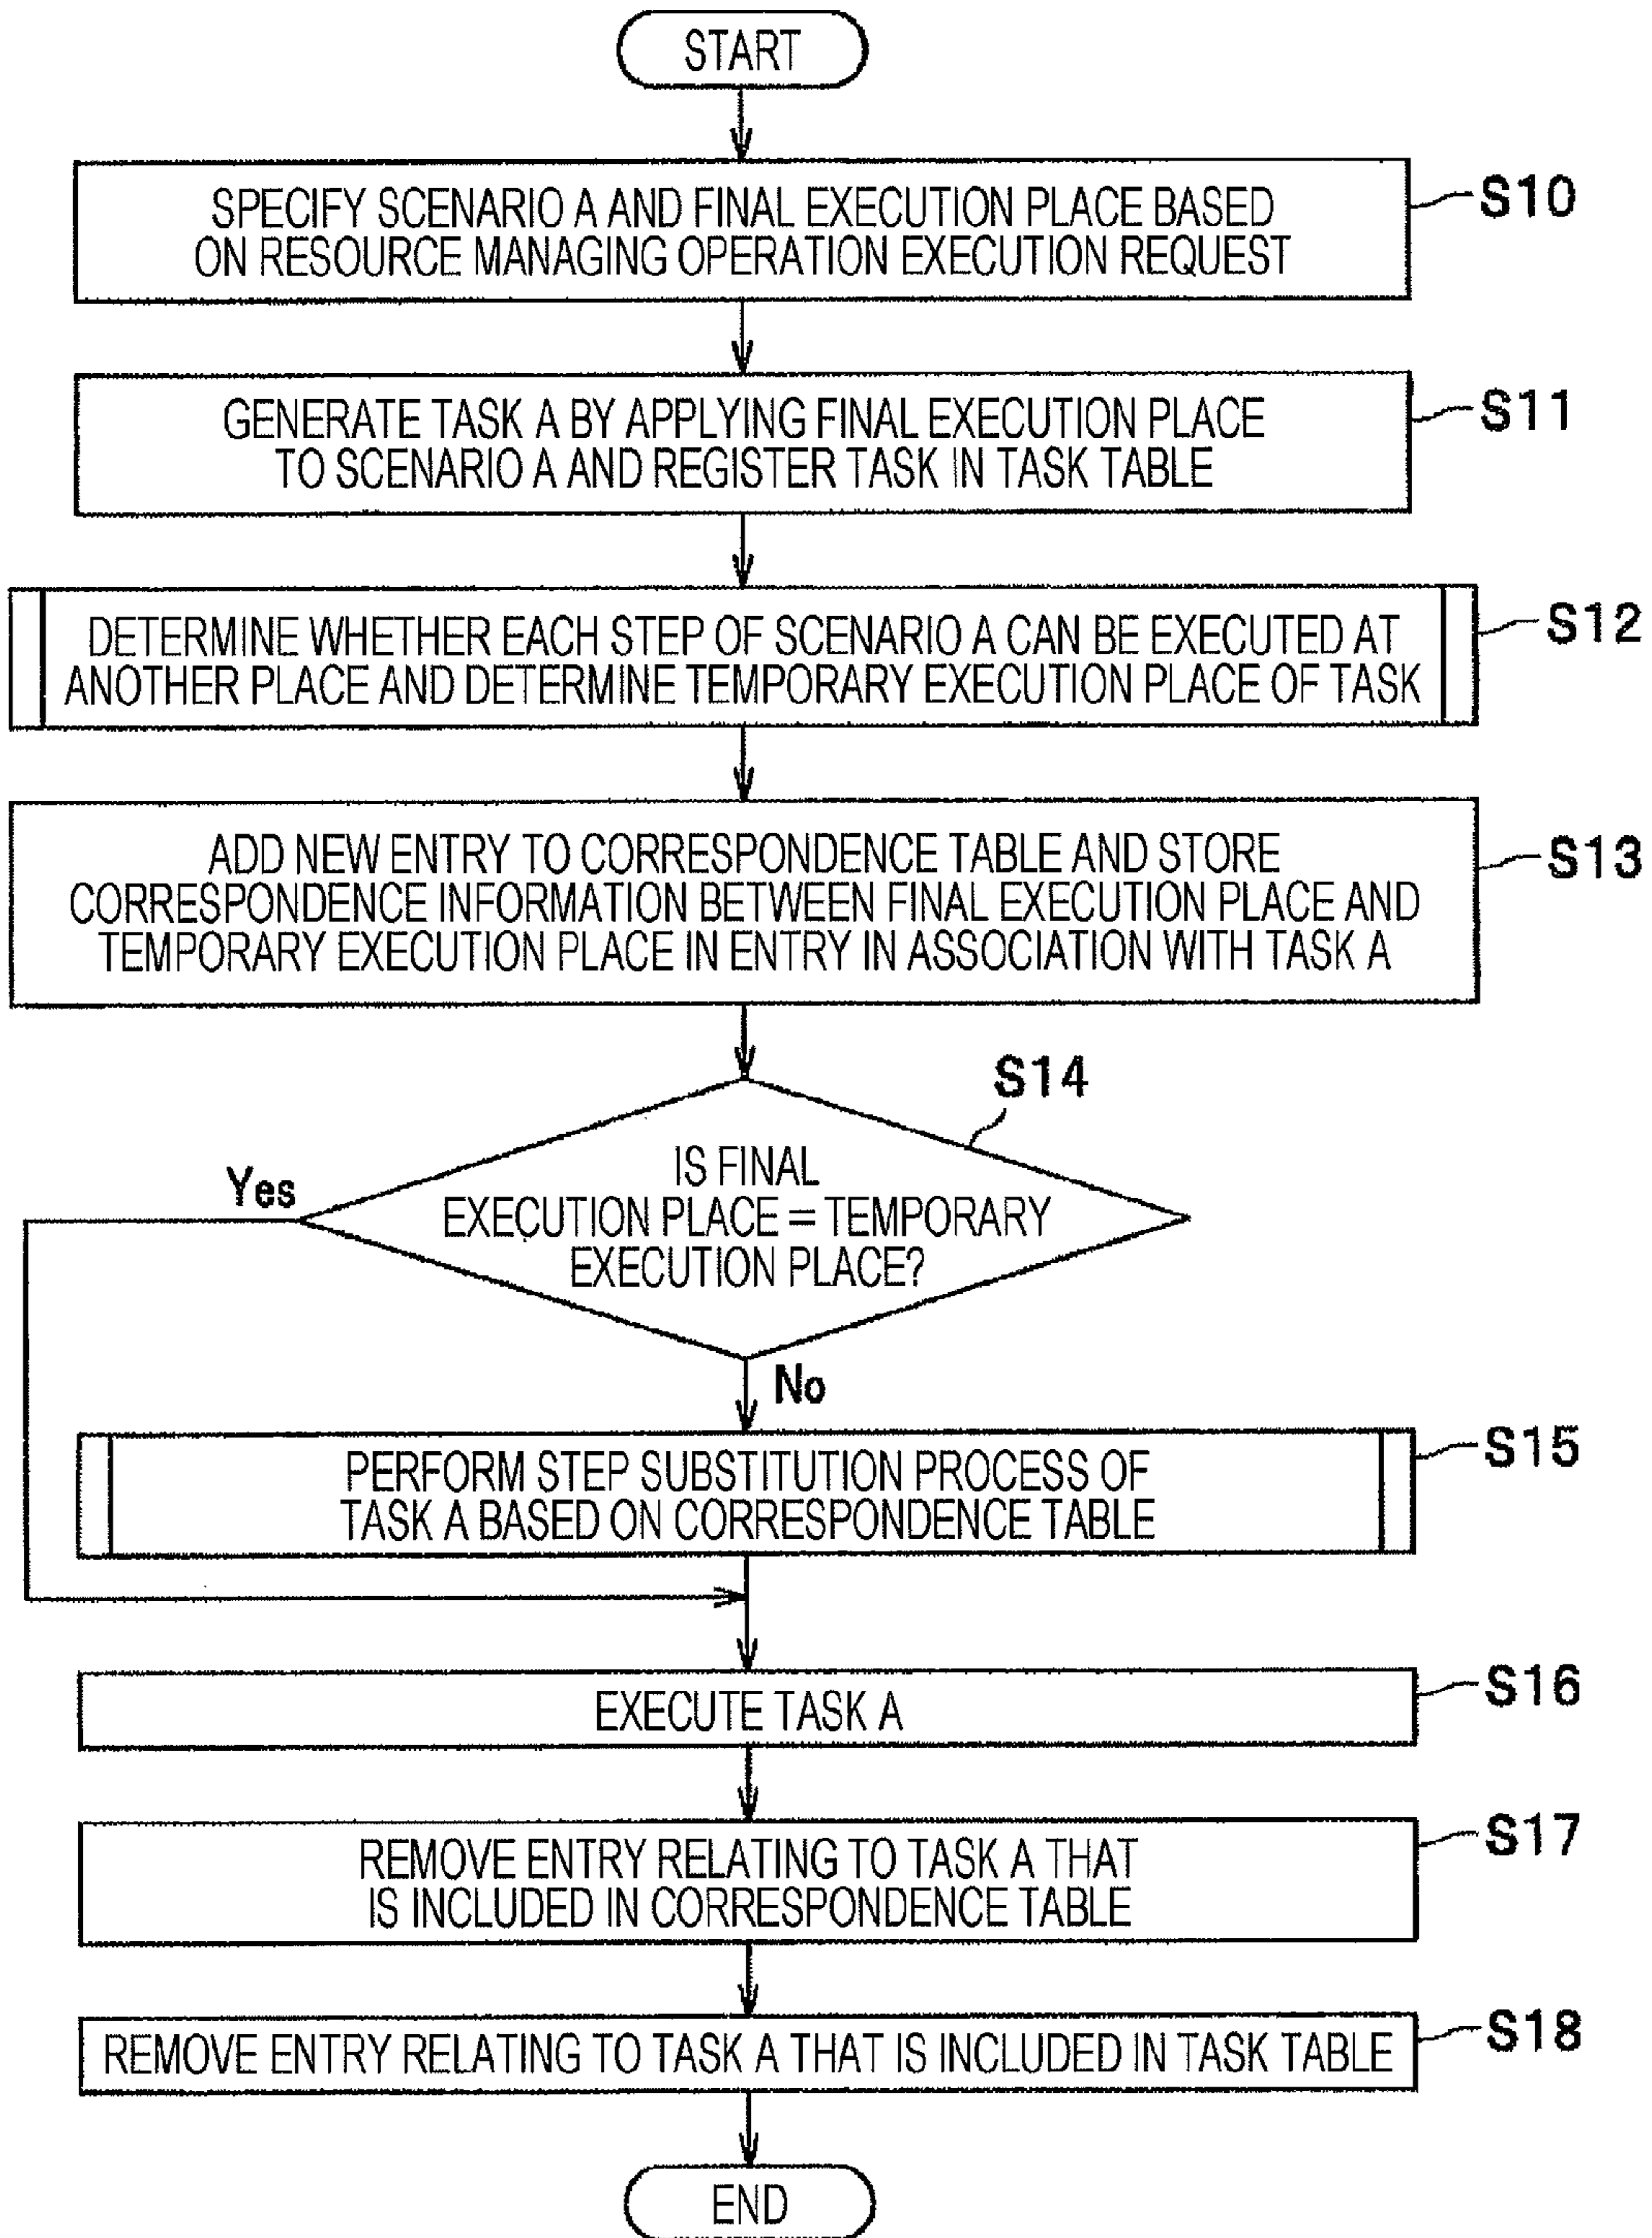 START
SPECIFY SCENARIO A AND FINAL EXECUTION PLACE BASED
ON RESOURCE MANAGING OPERATION EXECUTION REQUEST
S10
GENERATE TASK A BY APPLYING FINAL EXECUTION PLACE
TO SCENARIO A AND REGISTER TASK IN TASK TABLE
S11
DETERMINE WHETHER EACH STEP OF SCENARIO A CAN BE EXECUTED AT
ANOTHER PLACE AND DETERMINE TEMPORARY EXECUTION PLACE OF TASK
S12
ADD NEW ENTRY TO CORRESPONDENCE TABLE AND STORE
CORRESPONDENCE INFORMATION BETWEEN FINAL EXECUTION PLACE AND
TEMPORARY EXECUTION PLACE IN ENTRY IN ASSOCIATION WITH TASK A
S13
S14
IS FINAL
EXECUTION PLACE = TEMPORARY
EXECUTION PLACE?
Yes
No
PERFORM STEP SUBSTITUTION PROCESS OF
TASK A BASED ON CORRESPONDENCE TABLE
S15
EXECUTE TASK A
S16
REMOVE ENTRY RELATING TO TASK A THAT
IS INCLUDED IN CORRESPONDENCE TABLE
S17
REMOVE ENTRY RELATING TO TASK A THAT IS INCLUDED IN TASK TABLE
S18
END